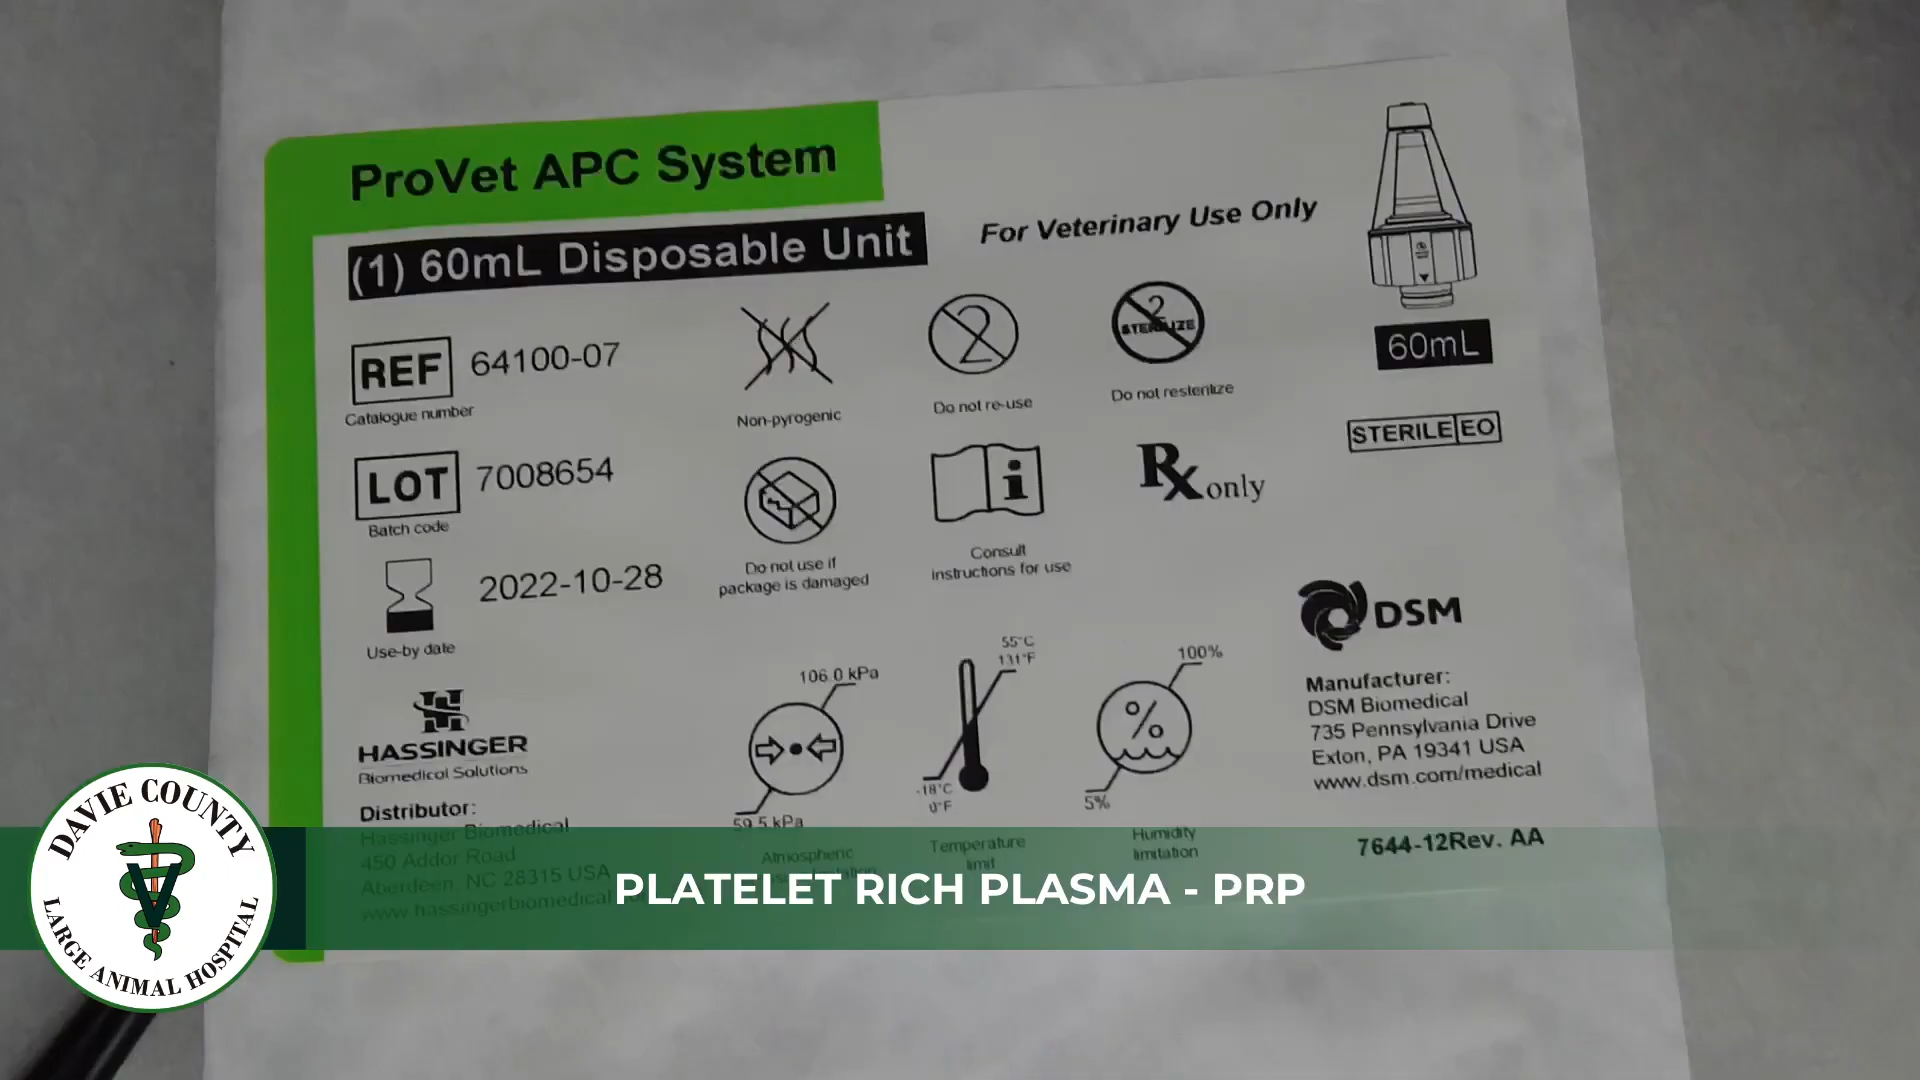 ProVet APC System
(1) 60mL Disposable Unit
For Veterinary Use Only
60mL
STERILE EO
REF 64100-07
Catalogue number
LOT 7008654
Batch code
2022-10-28
Use-by date
Non-pyrogenic
2
Do not re-use
2
STERILIZE
Do not resterilize
Do not use if
package is damaged
i
Consult
instructions for use
Rx only
HASSINGER
Biomedical Solutions
Distributor:
Hassinger Biomedical
450 Addor Road
Aberdeen, NC 28315 USA
www.hassingerbiomedical
106.0 kPa
59.5 kPa
Atmospheric
55°C
131°F
-18°C
0°F
Temperature
limit
100%
%
5%
Humidity
limitation
DSM
Manufacturer:
DSM Biomedical
735 Pennsylvania Drive
Exton, PA 19341 USA
www.dsm.com/medical
7644-12Rev. AA
DAVIE COUNTY
V
LARGE ANIMAL HOSPITAL
PLATELET RICH PLASMA - PRP